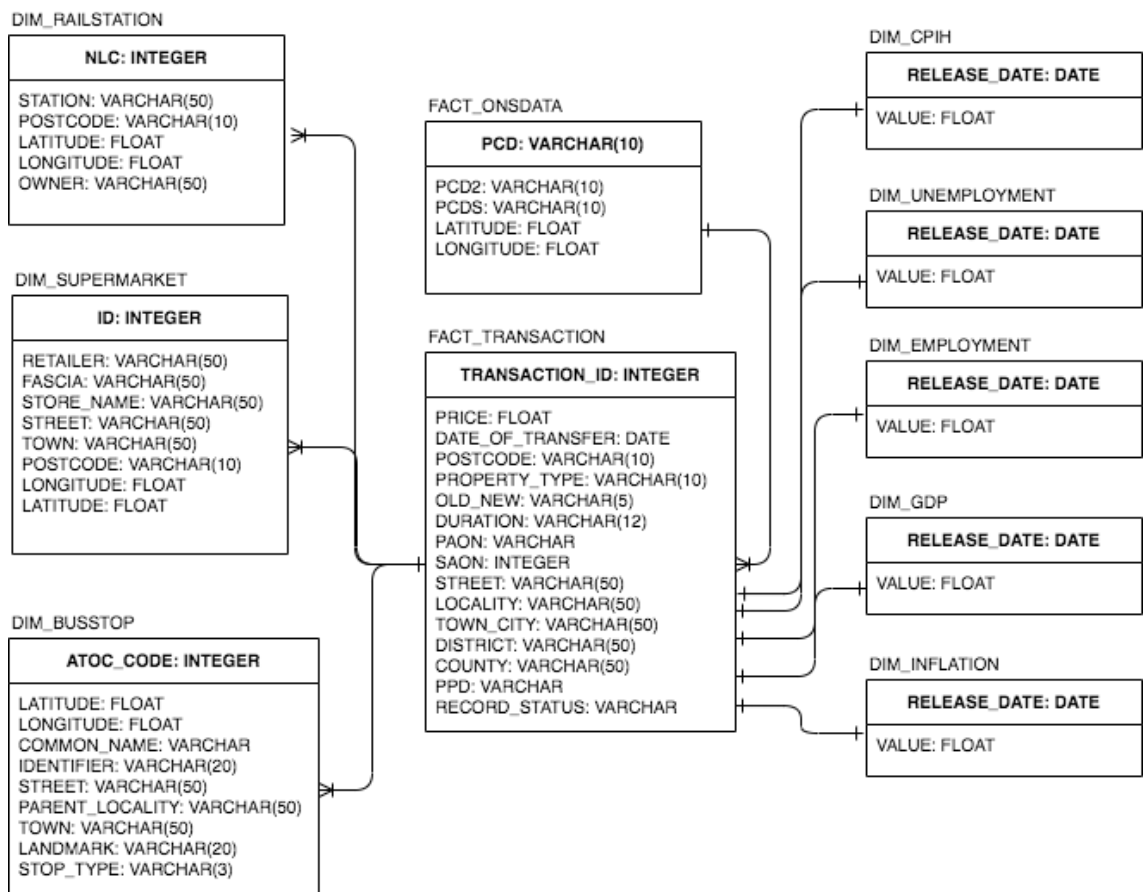 DIM_RAILSTATION
NLC: INTEGER
STATION: VARCHAR(50)
POSTCODE: VARCHAR(10)
LATITUDE: FLOAT
LONGITUDE: FLOAT
OWNER: VARCHAR(50)
DIM_SUPERMARKET
ID: INTEGER
RETAILER: VARCHAR(50)
FASCIA: VARCHAR(50)
STORE_NAME: VARCHAR(50)
STREET: VARCHAR(50)
TOWN: VARCHAR(50)
POSTCODE: VARCHAR(10)
LONGITUDE: FLOAT
LATITUDE: FLOAT
DIM_BUSSTOP
ATOC_CODE: INTEGER
LATITUDE: FLOAT
LONGITUDE: FLOAT
COMMON_NAME: VARCHAR
IDENTIFIER: VARCHAR(20)
STREET: VARCHAR(50)
PARENT_LOCALITY: VARCHAR(50)
TOWN: VARCHAR(50)
LANDMARK: VARCHAR(20)
STOP_TYPE: VARCHAR(3)
FACT_ONSDATA
PCD: VARCHAR(10)
PCD2: VARCHAR(10)
PCDS: VARCHAR(10)
LATITUDE: FLOAT
LONGITUDE: FLOAT
FACT_TRANSACTION
TRANSACTION_ID: INTEGER
PRICE: FLOAT
DATE_OF_TRANSFER: DATE
POSTCODE: VARCHAR(10)
PROPERTY_TYPE: VARCHAR(10)
OLD_NEW: VARCHAR(5)
DURATION: VARCHAR(12)
PAON: VARCHAR
SAON: INTEGER
STREET: VARCHAR(50)
LOCALITY: VARCHAR(50)
TOWN_CITY: VARCHAR(50)
DISTRICT: VARCHAR(50)
COUNTY: VARCHAR(50)
PPD: VARCHAR
RECORD_STATUS: VARCHAR
DIM_CPIH
RELEASE_DATE: DATE
VALUE: FLOAT
DIM_UNEMPLOYMENT
RELEASE_DATE: DATE
VALUE: FLOAT
DIM_EMPLOYMENT
RELEASE_DATE: DATE
VALUE: FLOAT
DIM_GDP
RELEASE_DATE: DATE
VALUE: FLOAT
DIM_INFLATION
RELEASE_DATE: DATE
VALUE: FLOAT